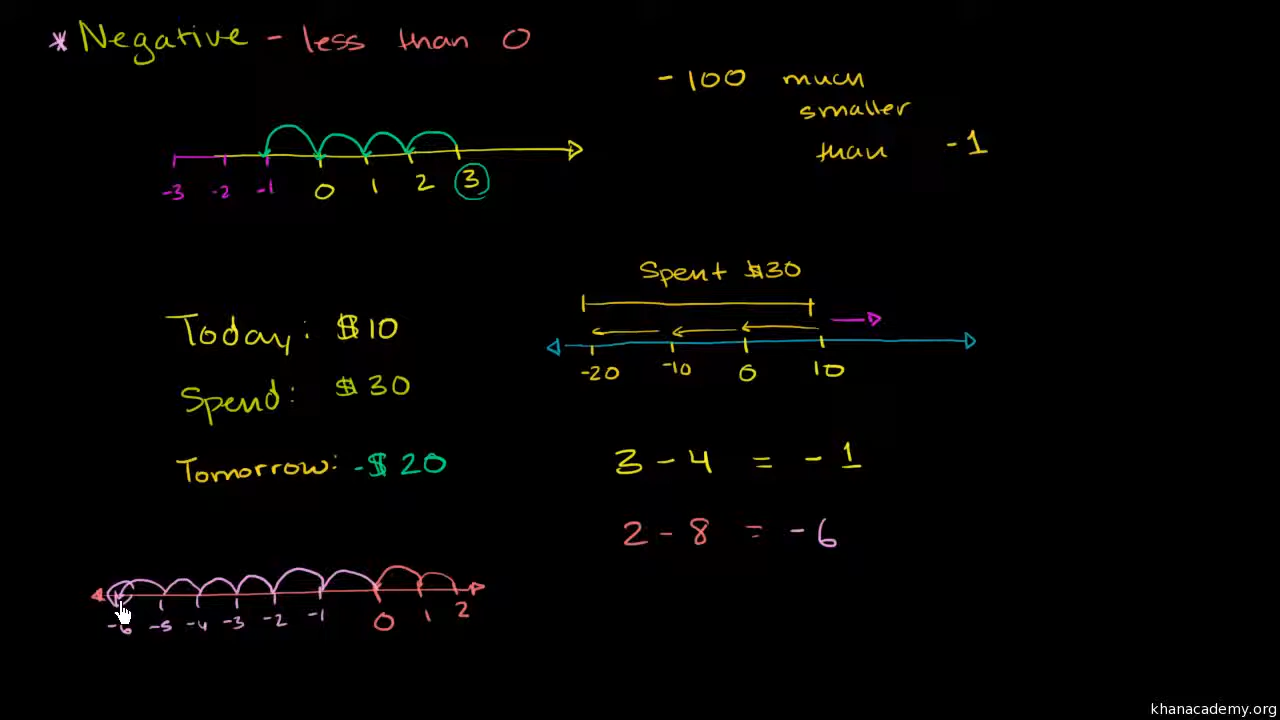 * Negative - less than 0
- 100 much
smaller
than - 1
-3 -2 -1 0 1 2 3
Spent $30
Today: $10
-20 -10 0 10
Spend: $30
Tomorrow: -$20
3 - 4 = - 1
2 - 8 = - 6
-6 -5 -4 -3 -2 -1 0 1 2
khanacademy.org